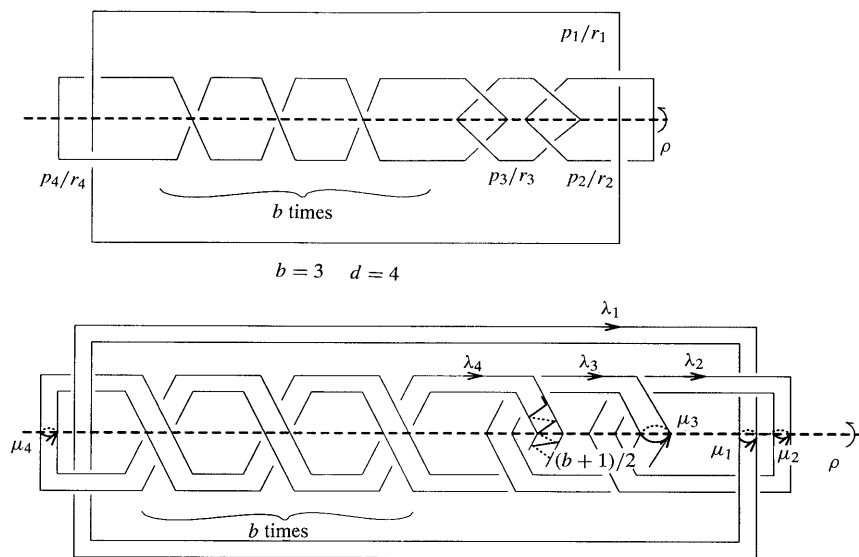 p₁/r₁
ρ
p₄/r₄ p₃/r₃ p₂/r₂
b times
b = 3 d = 4
λ₁
λ₄ λ₃ λ₂
μ₄ μ₃ μ₁ μ₂
(b + 1)/2 ρ
b times